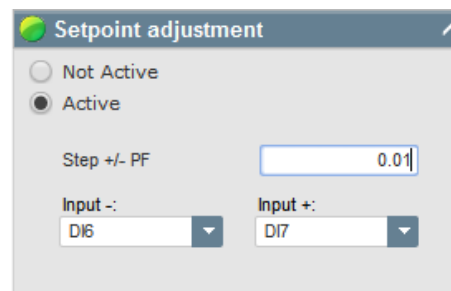 Setpoint adjustment
Not Active
Active
Step +/- PF 0.01
Input -: Input +:
DI6 DI7